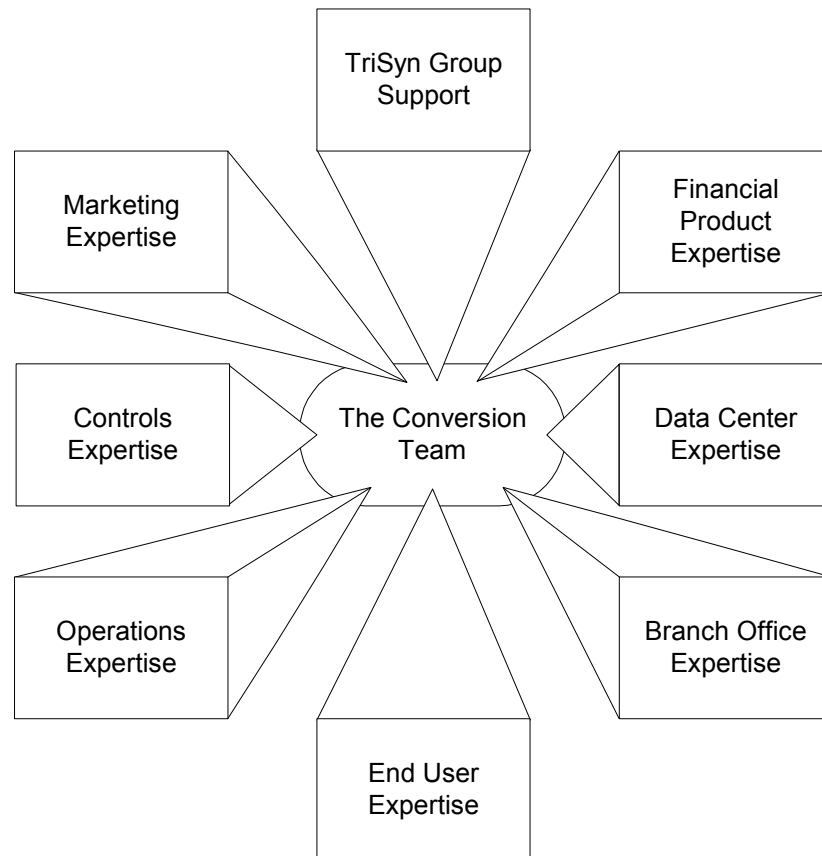 TriSyn Group
Support
Marketing
Expertise
Financial
Product
Expertise
Controls
Expertise
The Conversion
Team
Data Center
Expertise
Operations
Expertise
Branch Office
Expertise
End User
Expertise